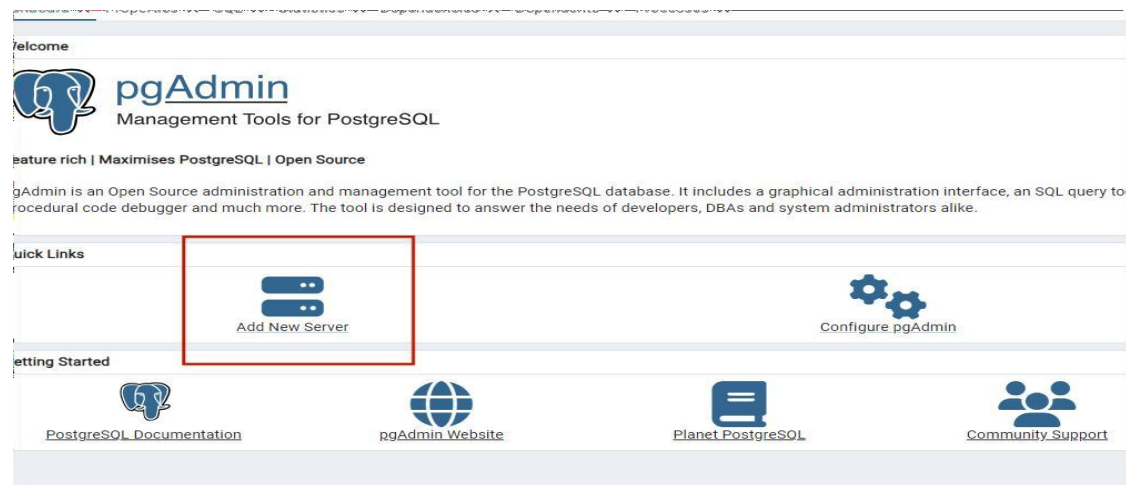 Welcome
pgAdmin
Management Tools for PostgreSQL
eature rich | Maximises PostgreSQL | Open Source
gAdmin is an Open Source administration and management tool for the PostgreSQL database. It includes a graphical administration interface, an SQL query to
rocedural code debugger and much more. The tool is designed to answer the needs of developers, DBAs and system administrators alike.
uick Links
Add New Server
Configure pgAdmin
etting Started
PostgreSQL Documentation
pgAdmin Website
Planet PostgreSQL
Community Support